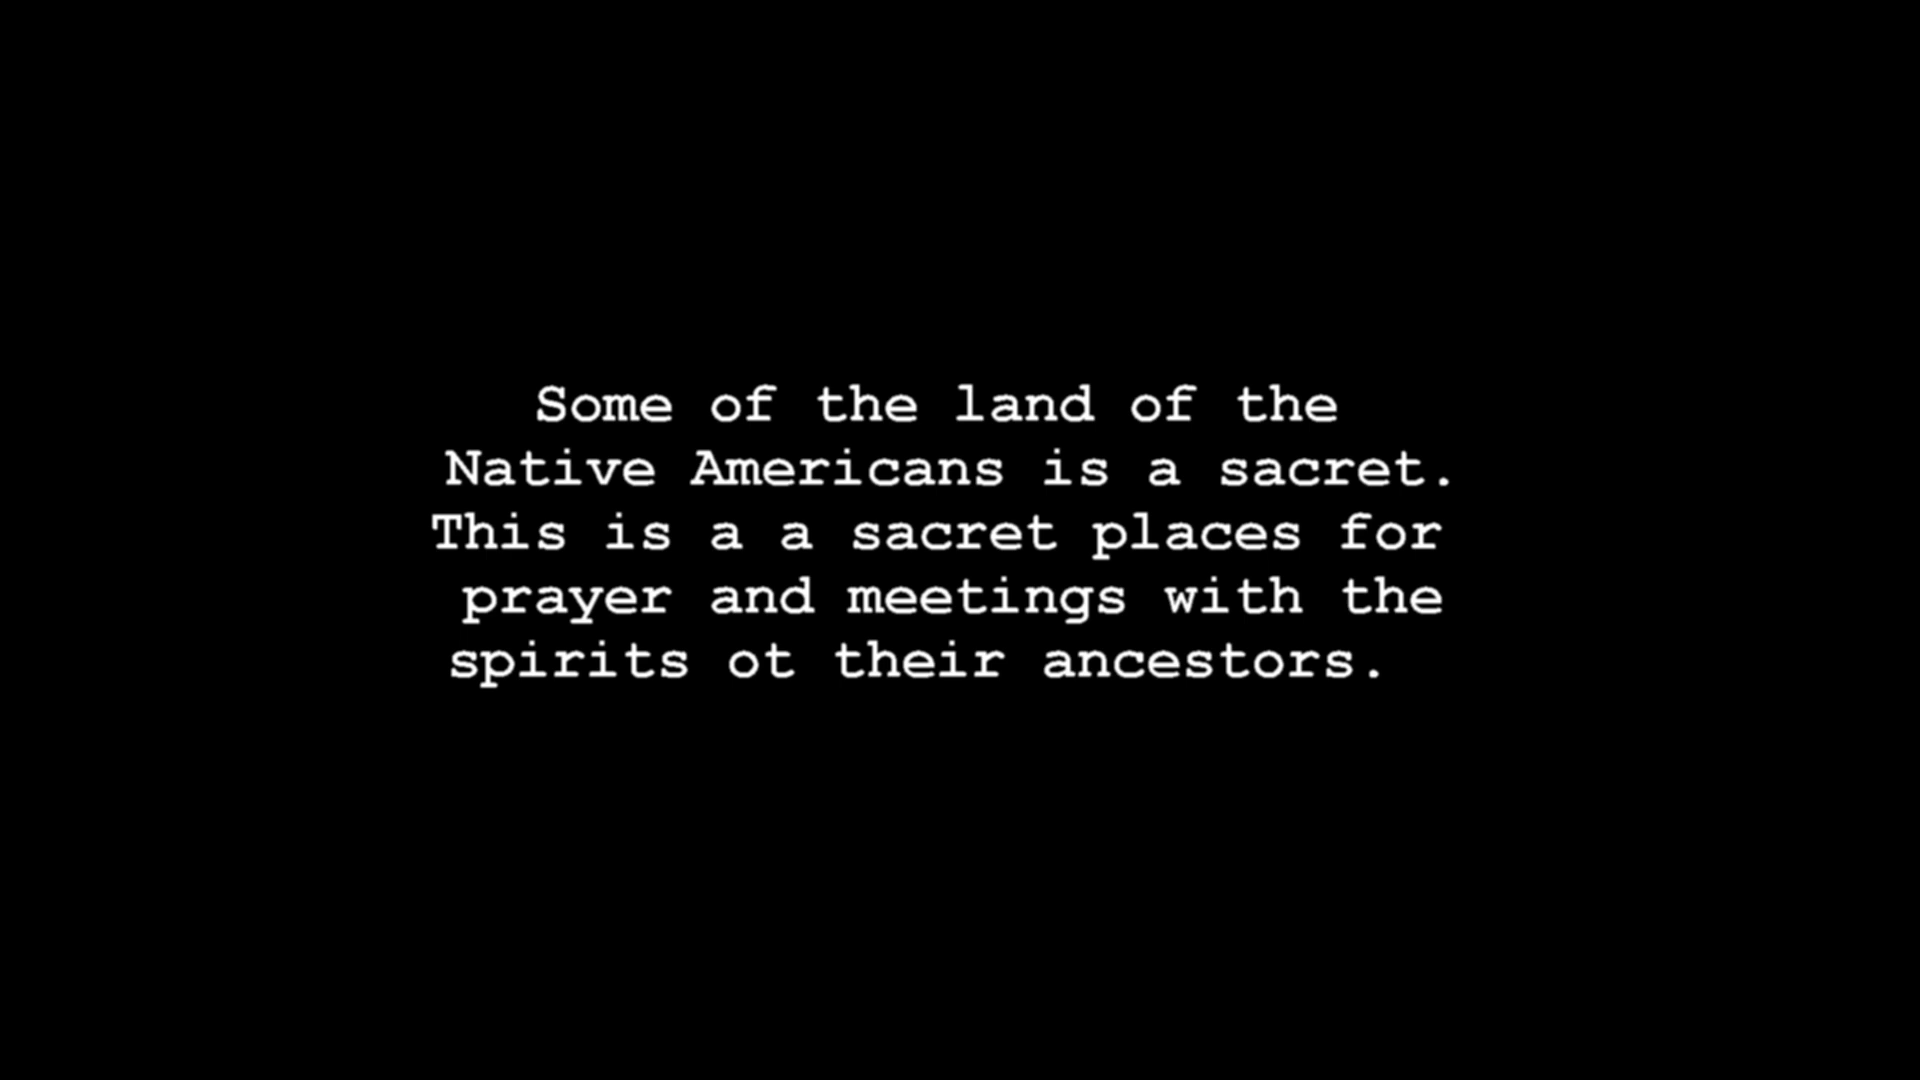 Some of the land of the
Native Americans is a sacret.
This is a a sacret places for
prayer and meetings with the
spirits ot their ancestors.